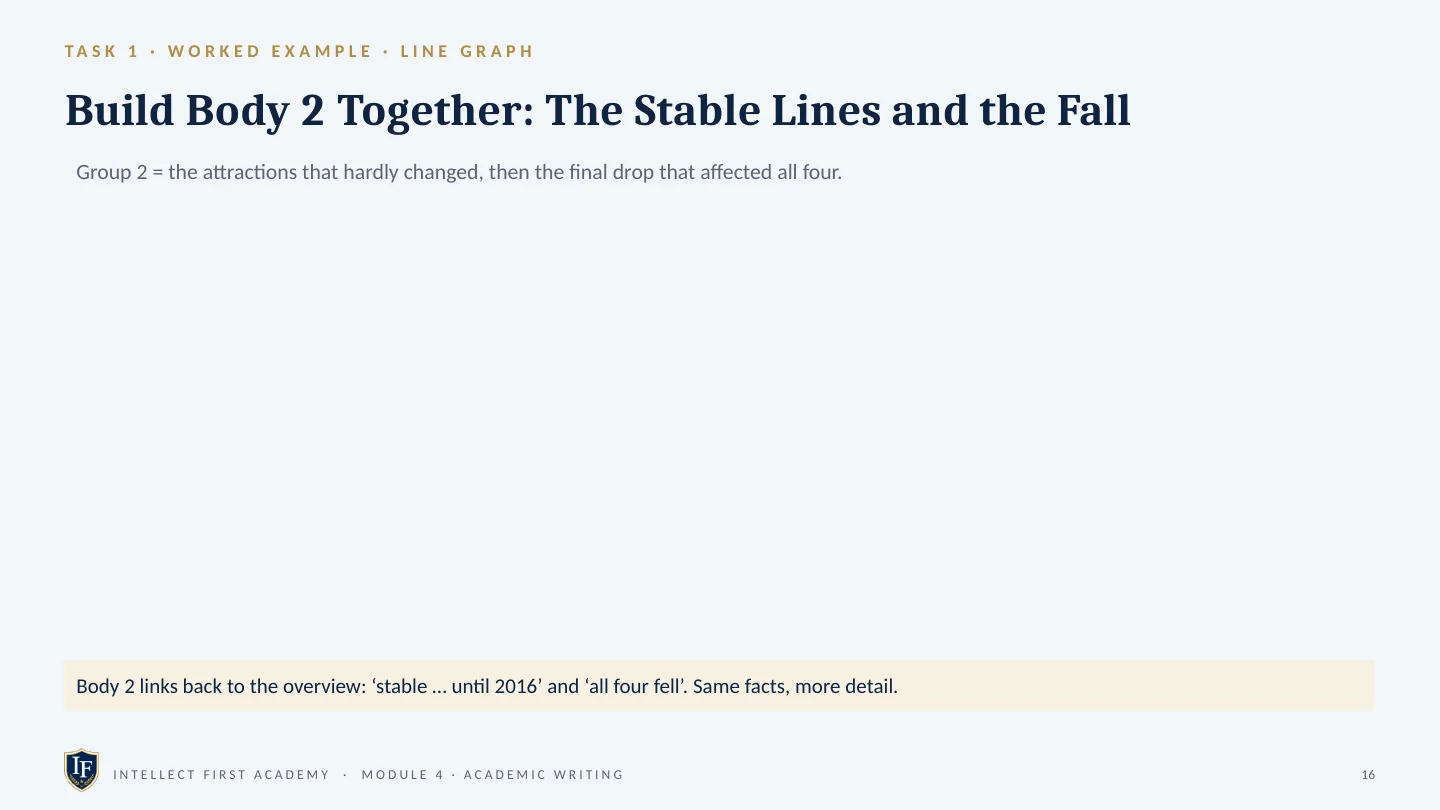 TASK 1 · WORKED EXAMPLE · LINE GRAPH
Build Body 2 Together: The Stable Lines and the Fall
Group 2 = the attractions that hardly changed, then the final drop that affected all four.
Body 2 links back to the overview: ‘stable … until 2016’ and ‘all four fell’. Same facts, more detail.
IF
INTELLECT FIRST ACADEMY · MODULE 4 · ACADEMIC WRITING
16